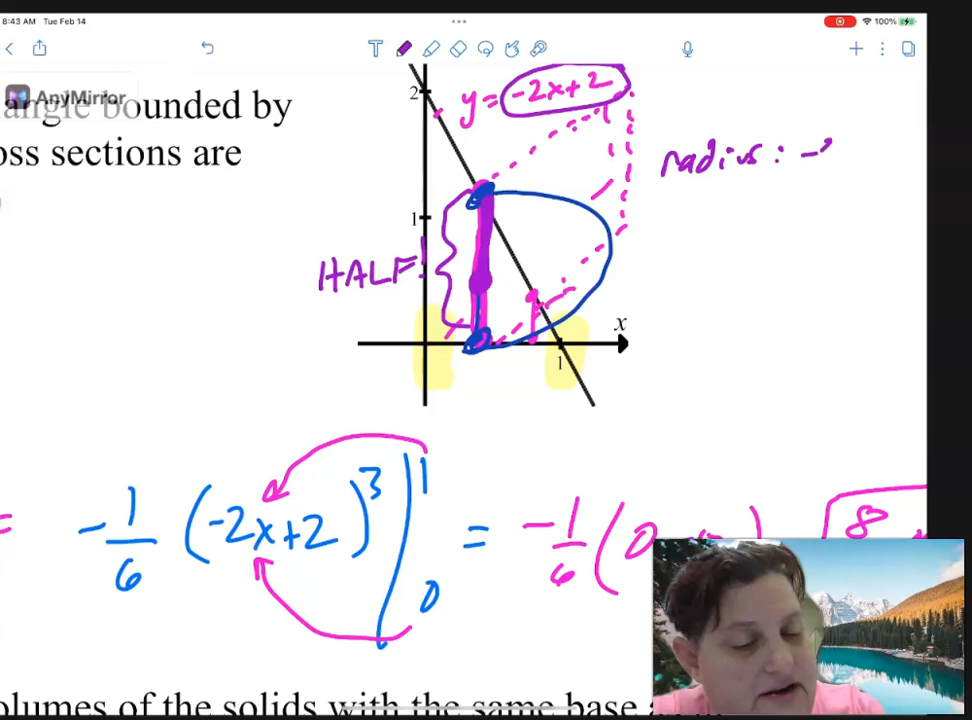 8:43 AM Tue Feb 14
100%
T
AnyMirror
angle bounded by
oss sections are
2
y = -2x+2
radius : -
1
HALF!
x
1
= -1/6 (-2x+2)^3 | 1 0 = -1/6 (0 8
olumes of the solids with the same base